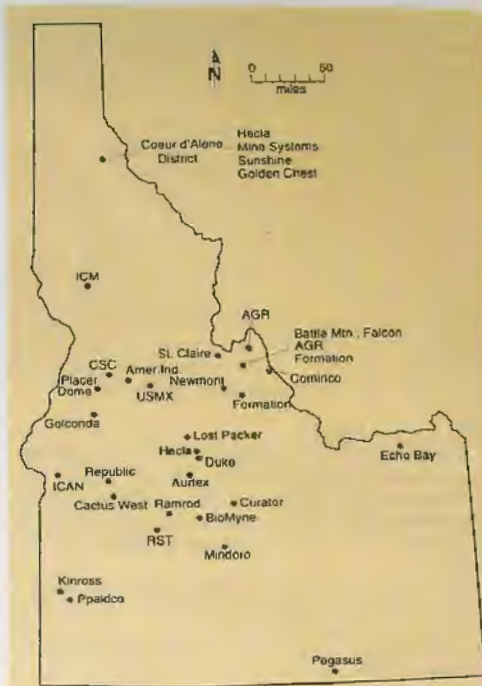 N
0 50
miles
Coeur d'Alene
District
Hecla
Mine Systems
Sunshine
Golden Chest
ICM
AGR
Battle Mtn., Falcon
AGR
Formation
St. Claire
Cominco
CSC
Amer. Ind.
Newmont
Placer
Dome
USMX
Formation
Golconda
Lost Packer
Hecla
Duke
Echo Bay
ICAN
Republic
Aurtex
Cactus West
Ramrod
Curator
BioMyne
RST
Mindoro
Kinross
Pegasus